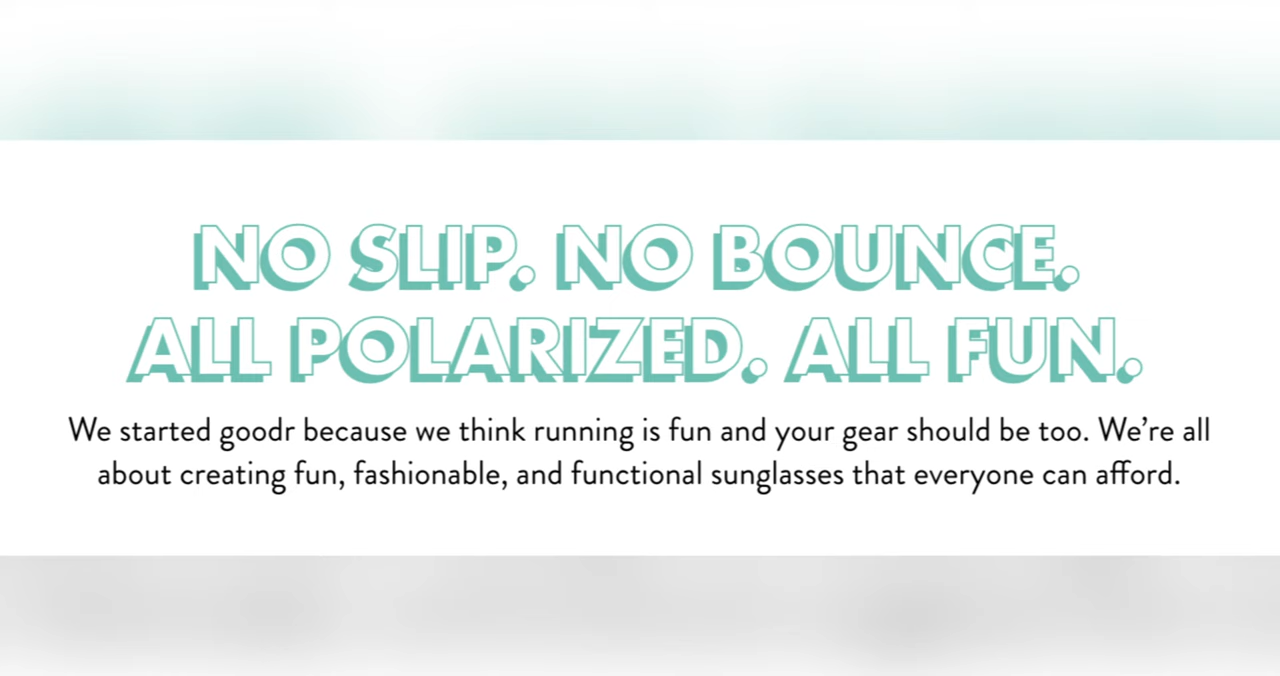 NO SLIP. NO BOUNCE.
ALL POLARIZED. ALL FUN.
We started goodr because we think running is fun and your gear should be too. We’re all
about creating fun, fashionable, and functional sunglasses that everyone can afford.